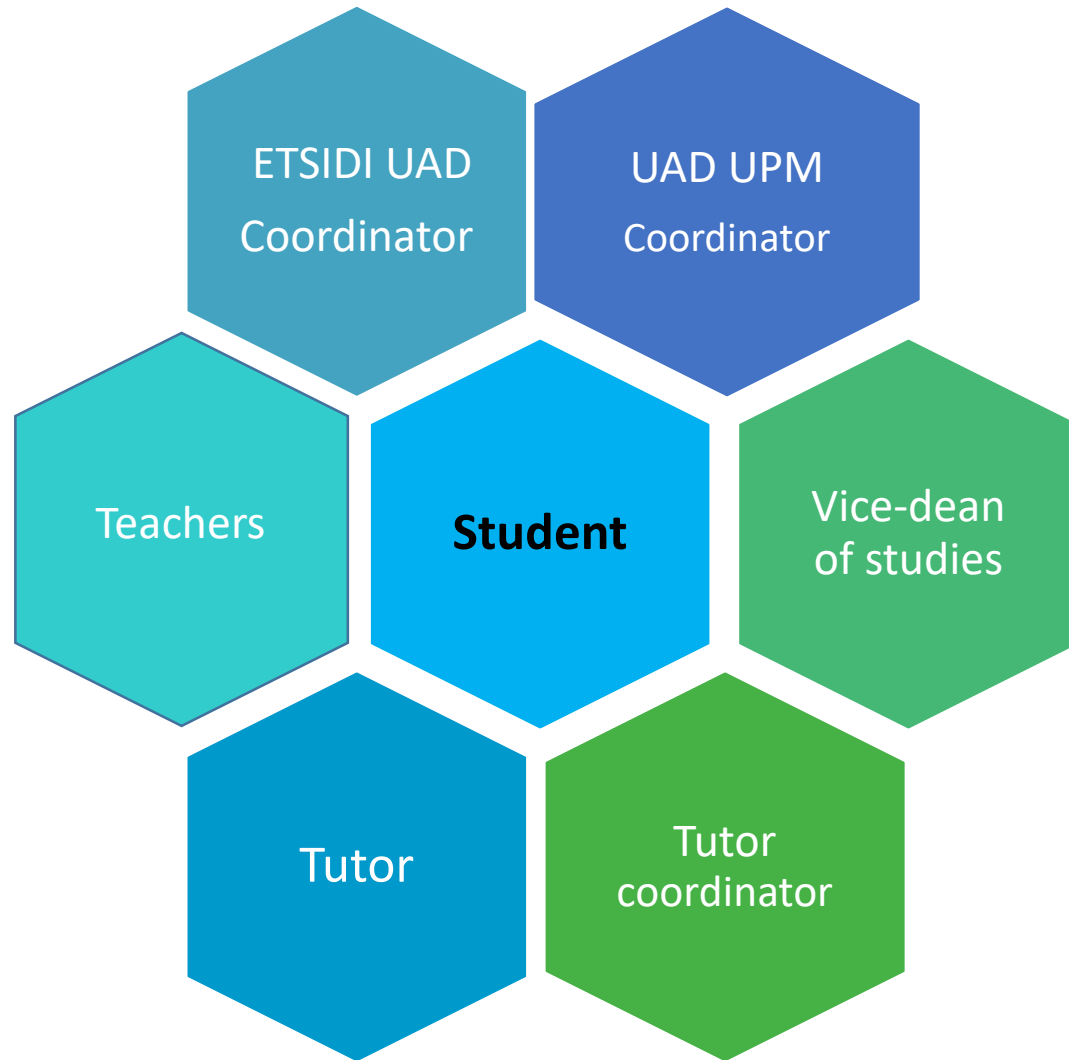 ETSIDI UAD
Coordinator
UAD UPM
Coordinator
Teachers
Student
Vice-dean
of studies
Tutor
Tutor
coordinator